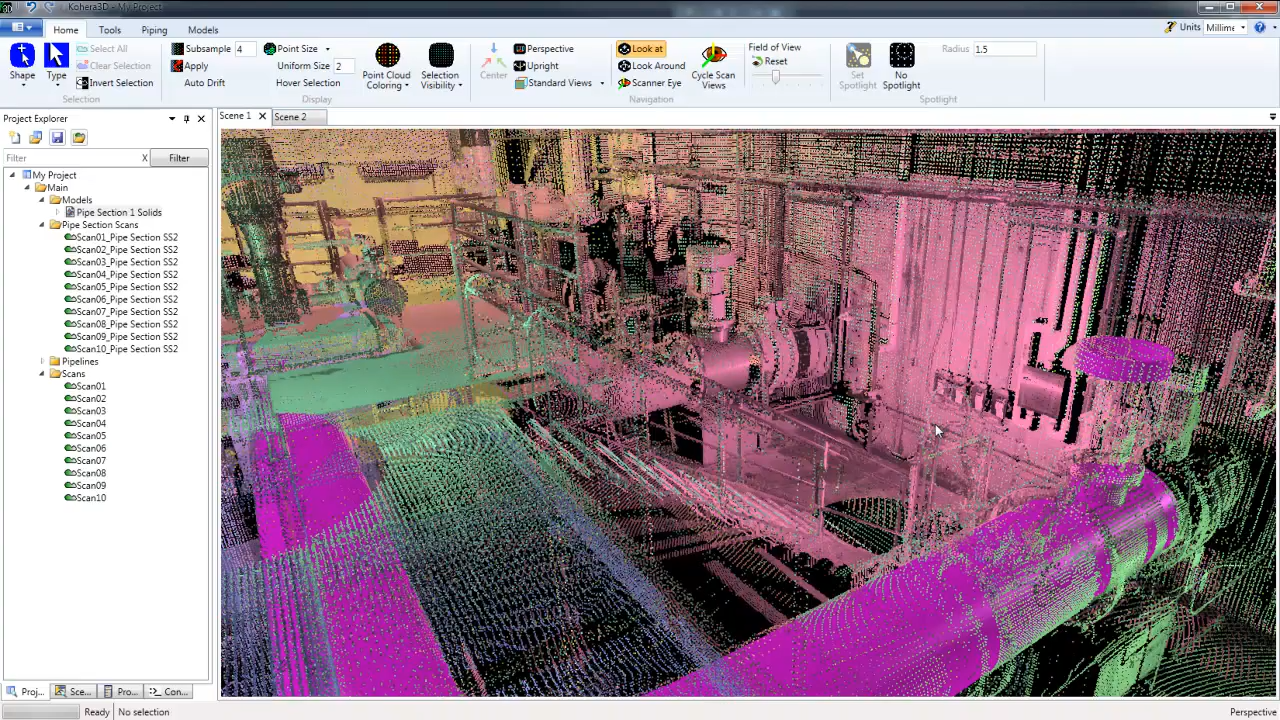 Kohera3D - My Project
Home Tools Piping Models
Units Millime
Shape
Type
Select All
Clear Selection
Invert Selection
Selection
Subsample 4
Apply
Auto Drift
Point Size
Uniform Size 2
Hover Selection
Display
Point Cloud
Coloring
Selection
Visibility
Center
Perspective
Upright
Standard Views
Look at
Look Around
Scanner Eye
Navigation
Cycle Scan
Views
Field of View
Reset
Set
Spotlight
No
Spotlight
Radius 1.5
Spotlight
Project Explorer
Scene 1 Scene 2
Filter X Filter
My Project
Main
Models
Pipe Section 1 Solids
Pipe Section Scans
Scan01_Pipe Section SS2
Scan02_Pipe Section SS2
Scan03_Pipe Section SS2
Scan04_Pipe Section SS2
Scan05_Pipe Section SS2
Scan06_Pipe Section SS2
Scan07_Pipe Section SS2
Scan08_Pipe Section SS2
Scan09_Pipe Section SS2
Scan10_Pipe Section SS2
Pipelines
Scans
Scan01
Scan02
Scan03
Scan04
Scan05
Scan06
Scan07
Scan08
Scan09
Scan10
Proj... Sce... Pro... Con...
Ready No selection Perspective